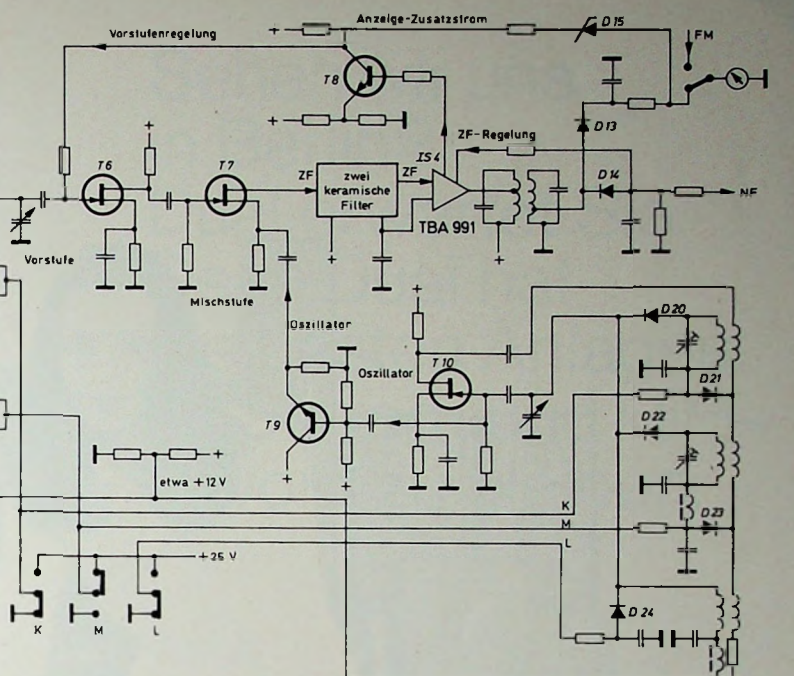 Anzeige-Zusatzstrom
Vorstufenregelung
+
D15
FM
T8
+
ZF-Regelung
D13
+
T6
T7
ZF
zwei
keramische
Filter
ZF
IS4
D14
NF
TBA 991
Vorstufe
+
+
Mischstufe
+
D20
Oszillator
Oszillator
T10
D21
T9
D22
+
+
+
etwa +12V
K
M
L
D23
+25 V
D24
K
M
L